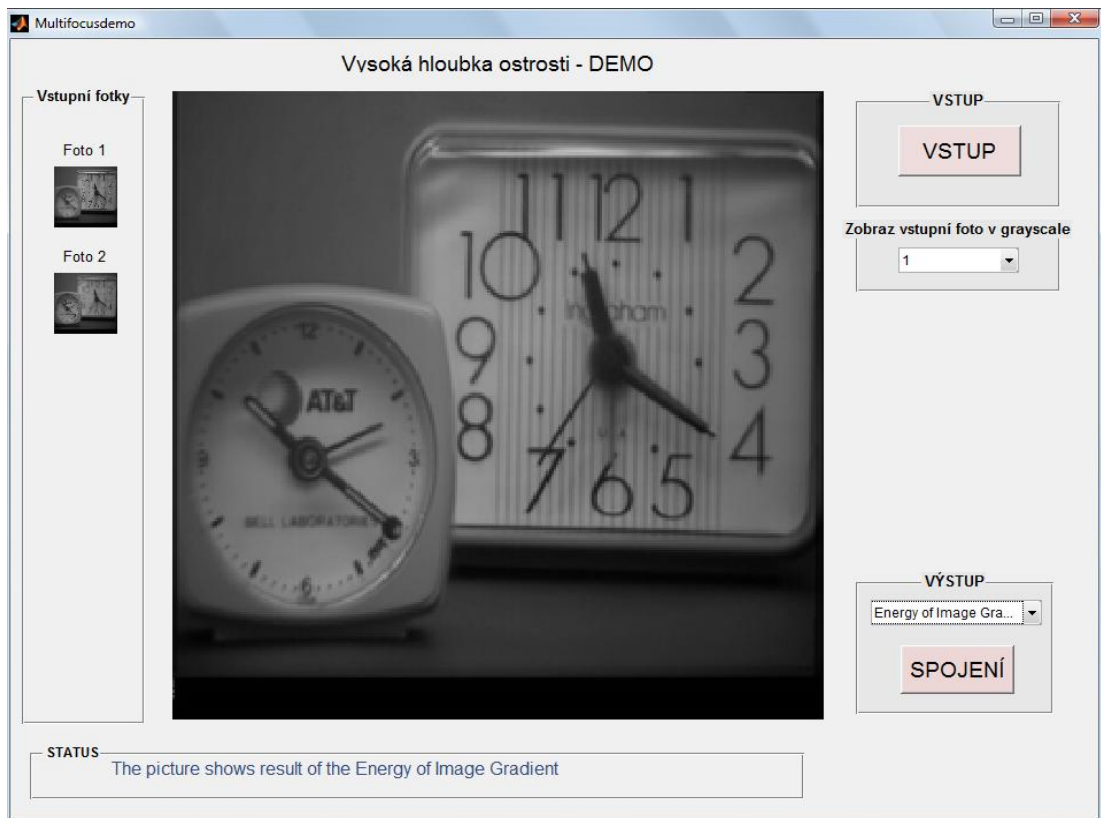 Multifocusdemo
Vysoká hloubka ostrosti - DEMO
Vstupní fotky
Foto 1
Foto 2
11 12 1
10 2
9 3
8 4
7 6 5
Ingraham
12
AT&T
3
BELL LABORATORIES
6
VSTUP
VSTUP
Zobraz vstupní foto v grayscale
1
VÝSTUP
Energy of Image Gra...
SPOJENÍ
STATUS
The picture shows result of the Energy of Image Gradient